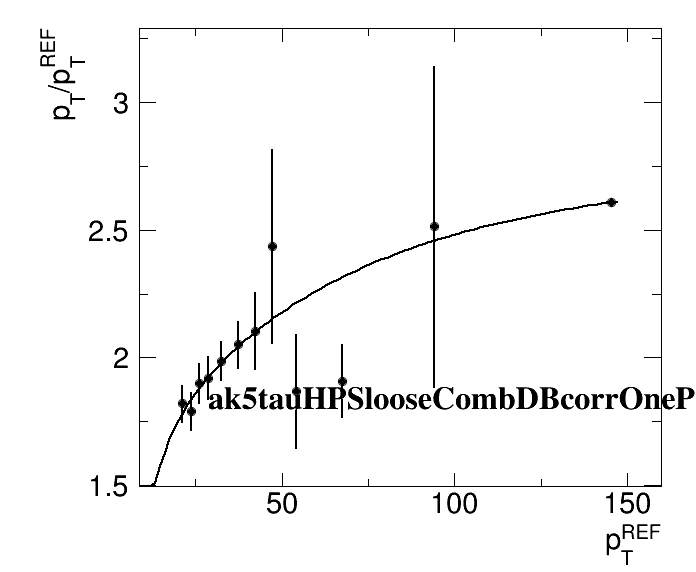 p_T/p_T^REF
3
2.5
2
ak5tauHPSlooseCombDBcorrOneP
1.5
50 100 150
p_T^REF